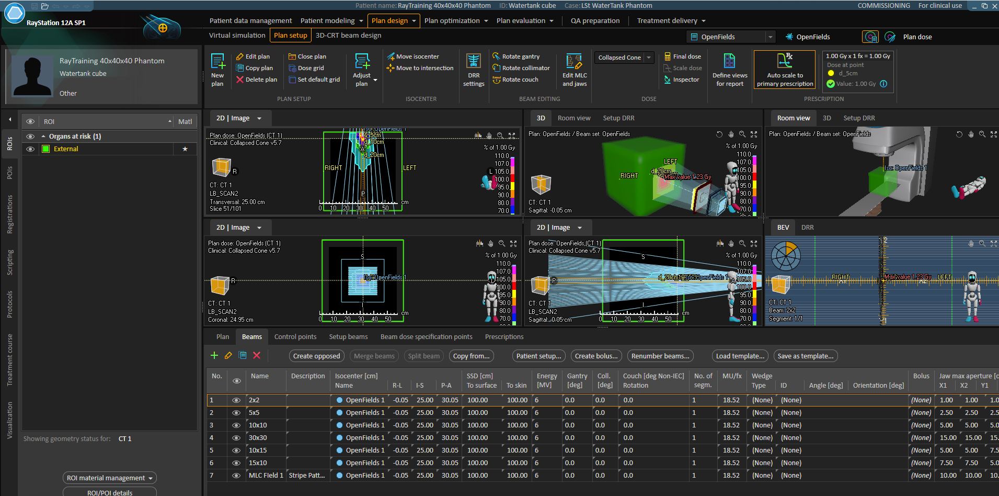 Patient name: RayTraining 40x40x40 Phantom ID: Watertank cube Case: LSt WaterTank Phantom
COMMISSIONING For clinical use
RayStation 12A SP1
Patient data management Patient modeling Plan design Plan optimization Plan evaluation QA preparation Treatment delivery
Virtual simulation Plan setup 3D-CRT beam design
OpenFields OpenFields Plan dose
RayTraining 40x40x40 Phantom
Watertank cube
Other
New plan
Edit plan
Copy plan
Delete plan
Close plan
Dose grid
Set default grid
Adjust plan
PLAN SETUP
Move isocenter
Move to intersection
ISOCENTER
DRR settings
Rotate gantry
Rotate collimator
Rotate couch
Edit MLC and jaws
BEAM EDITING
Collapsed Cone
Final dose
Scale dose
Inspector
DOSE
Define views for report
Auto scale to primary prescription
1.00 Gy x 1 fx = 1.00 Gy
Dose at point
d_5cm
Value: 1.00 Gy
PRESCRIPTION
ROIs
POIs
Registrations
Scripting
Protocols
Treatment course
Visualization
ROI Matl
Organs at risk (1)
External
Showing geometry status for: CT 1
ROI material management
ROI/POI details
2D | Image
Plan dose: OpenFields (CT 1)
Clinical: Collapsed Cone v5.7
d_10cm
A
d_20cm
RIGHT LEFT
R
L
P
CT: CT 1
LB_SCAN2
Transversal: 25.00 cm
Slice 51/101
0 10 20 30 40 50 cm
% of 1.00 Gy
110.0
107.0
105.0
100.0
95.0
90.0
80.0
70.0
3D Room view Setup DRR
Plan: OpenFields / Beam set: OpenFields
LEFT
RIGHT
d_20cm
Max value 1.23 Gy
CT: CT 1
Sagittal: -0.05 cm
% of 1.00 Gy
110.0
107.0
105.0
100.0
95.0
90.0
80.0
70.0
Room view 3D Setup DRR
Plan: OpenFields / Beam set: OpenFields
Iso: OpenFields 1
2D | Image
Plan dose: OpenFields (CT 1)
Clinical: Collapsed Cone v5.7
S
Iso: OpenFields 1
R
L
I
CT: CT 1
LB_SCAN2
Coronal: 24.95 cm
0 10 20 30 40 50 cm
% of 1.00 Gy
110.0
107.0
105.0
100.0
95.0
90.0
80.0
70.0
2D | Image
Plan dose: OpenFields (CT 1)
Clinical: Collapsed Cone v5.7
S
d_20cm
OpenFields 1
P
A
I
CT: CT 1
LB_SCAN2
Sagittal: -0.05 cm
0 10 20 30 40 50 cm
% of 1.00 Gy
110.0
107.0
105.0
100.0
95.0
90.0
80.0
70.0
BEV DRR
RIGHT Max value 1.23 Gy LEFT
X1 X2
Y2
Y1
CT: CT 1
Beam: 2x2
Segment: 1/1
Plan Beams Control points Setup beams Beam dose specification points Prescriptions
Create opposed Merge beams Split beam Copy from... Patient setup... Create bolus... Renumber beams... Load template... Save as template...
No. Name Description Isocenter [cm] SSD [cm] Energy [MV] Gantry [deg] Coll. [deg] Couch [deg Non-IEC] No. of segm. MU/fx Wedge Bolus Jaw max aperture [c
Name R-L I-S P-A To surface To skin Rotation Type ID Angle [deg] Orientation [deg] X1 X2 Y1
1 2x2 OpenFields 1 -0.05 25.00 30.05 100.00 100.00 6 0.0 0.0 0.0 1 18.52 (None) (None) (None) 1.00 1.00 1.0
2 5x5 OpenFields 1 -0.05 25.00 30.05 100.00 100.00 6 0.0 0.0 0.0 1 18.52 (None) (None) (None) 2.50 2.50 2.5
3 10x10 OpenFields 1 -0.05 25.00 30.05 100.00 100.00 6 0.0 0.0 0.0 1 18.52 (None) (None) (None) 5.00 5.00 5.0
4 30x30 OpenFields 1 -0.05 25.00 30.05 100.00 100.00 6 0.0 0.0 0.0 1 18.52 (None) (None) (None) 15.00 15.00 15.
5 10x15 OpenFields 1 -0.05 25.00 30.05 100.00 100.00 6 0.0 0.0 0.0 1 18.52 (None) (None) (None) 5.00 5.00 7.5
6 15x10 OpenFields 1 -0.05 25.00 30.05 100.00 100.00 6 0.0 0.0 0.0 1 18.52 (None) (None) (None) 7.50 7.50 5.0
7 MLC FIeld 1 Stripe Patt... OpenFields 1 -0.05 25.00 30.05 100.00 100.00 6 0.0 0.0 0.0 1 18.52 (None) (None) (None) 10.00 10.00 10.